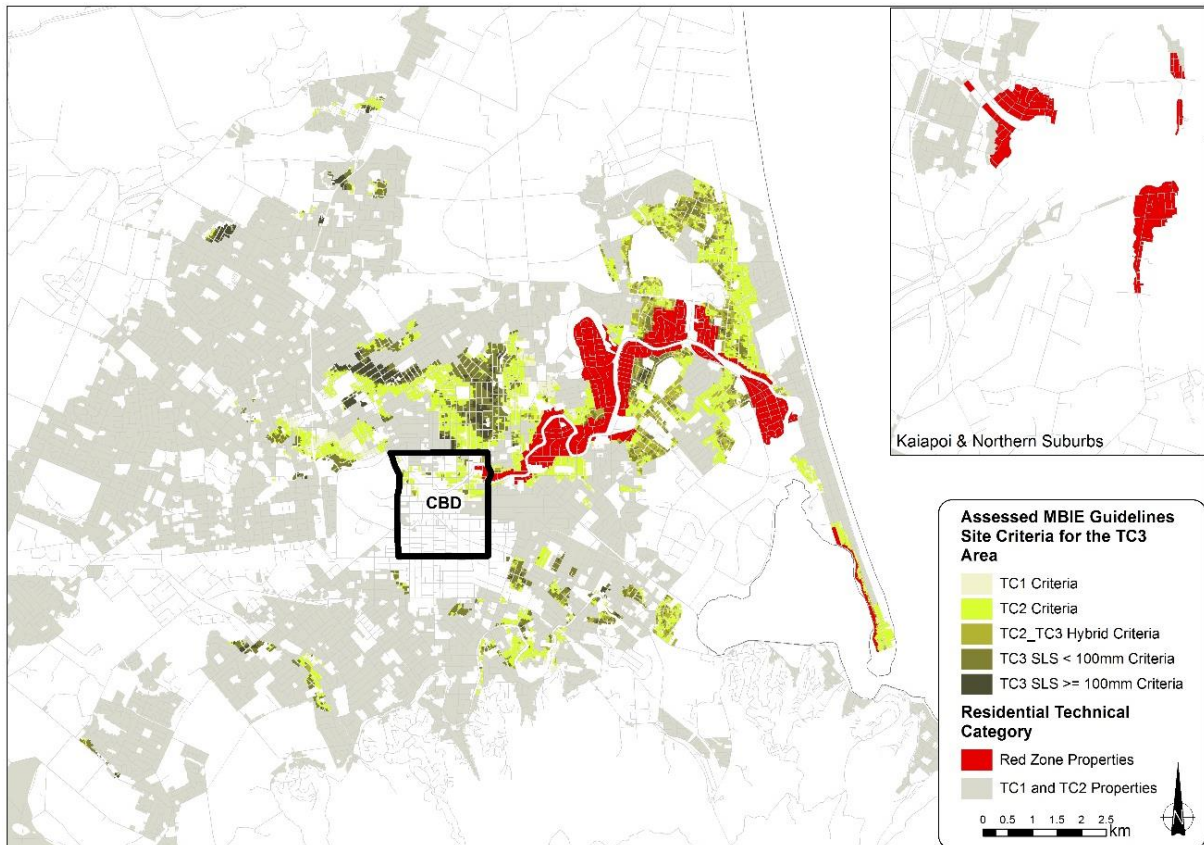 Kaiapoi & Northern Suburbs
CBD
Assessed MBIE Guidelines
Site Criteria for the TC3
Area
TC1 Criteria
TC2 Criteria
TC2_TC3 Hybrid Criteria
TC3 SLS < 100mm Criteria
TC3 SLS >= 100mm Criteria
Residential Technical
Category
Red Zone Properties
TC1 and TC2 Properties
0 0.5 1 1.5 2 2.5
km
N